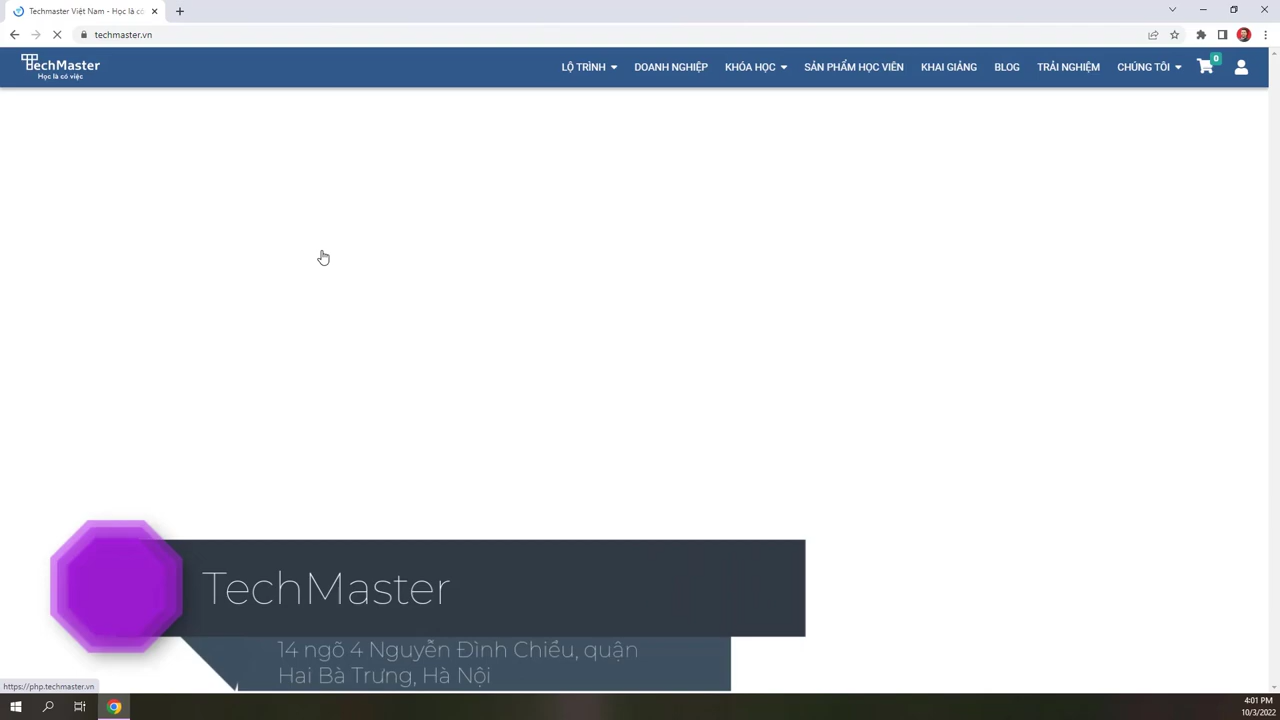 Techmaster Việt Nam - Học là có
techmaster.vn
TechMaster
Học là có việc
LỘ TRÌNH
DOANH NGHIỆP
KHÓA HỌC
SẢN PHẨM HỌC VIÊN
KHAI GIẢNG
BLOG
TRẢI NGHIỆM
CHÚNG TÔI
0
TechMaster
14 ngõ 4 Nguyễn Đình Chiểu, quận
Hai Bà Trưng, Hà Nội
https://php.techmaster.vn
4:01 PM
10/3/2022